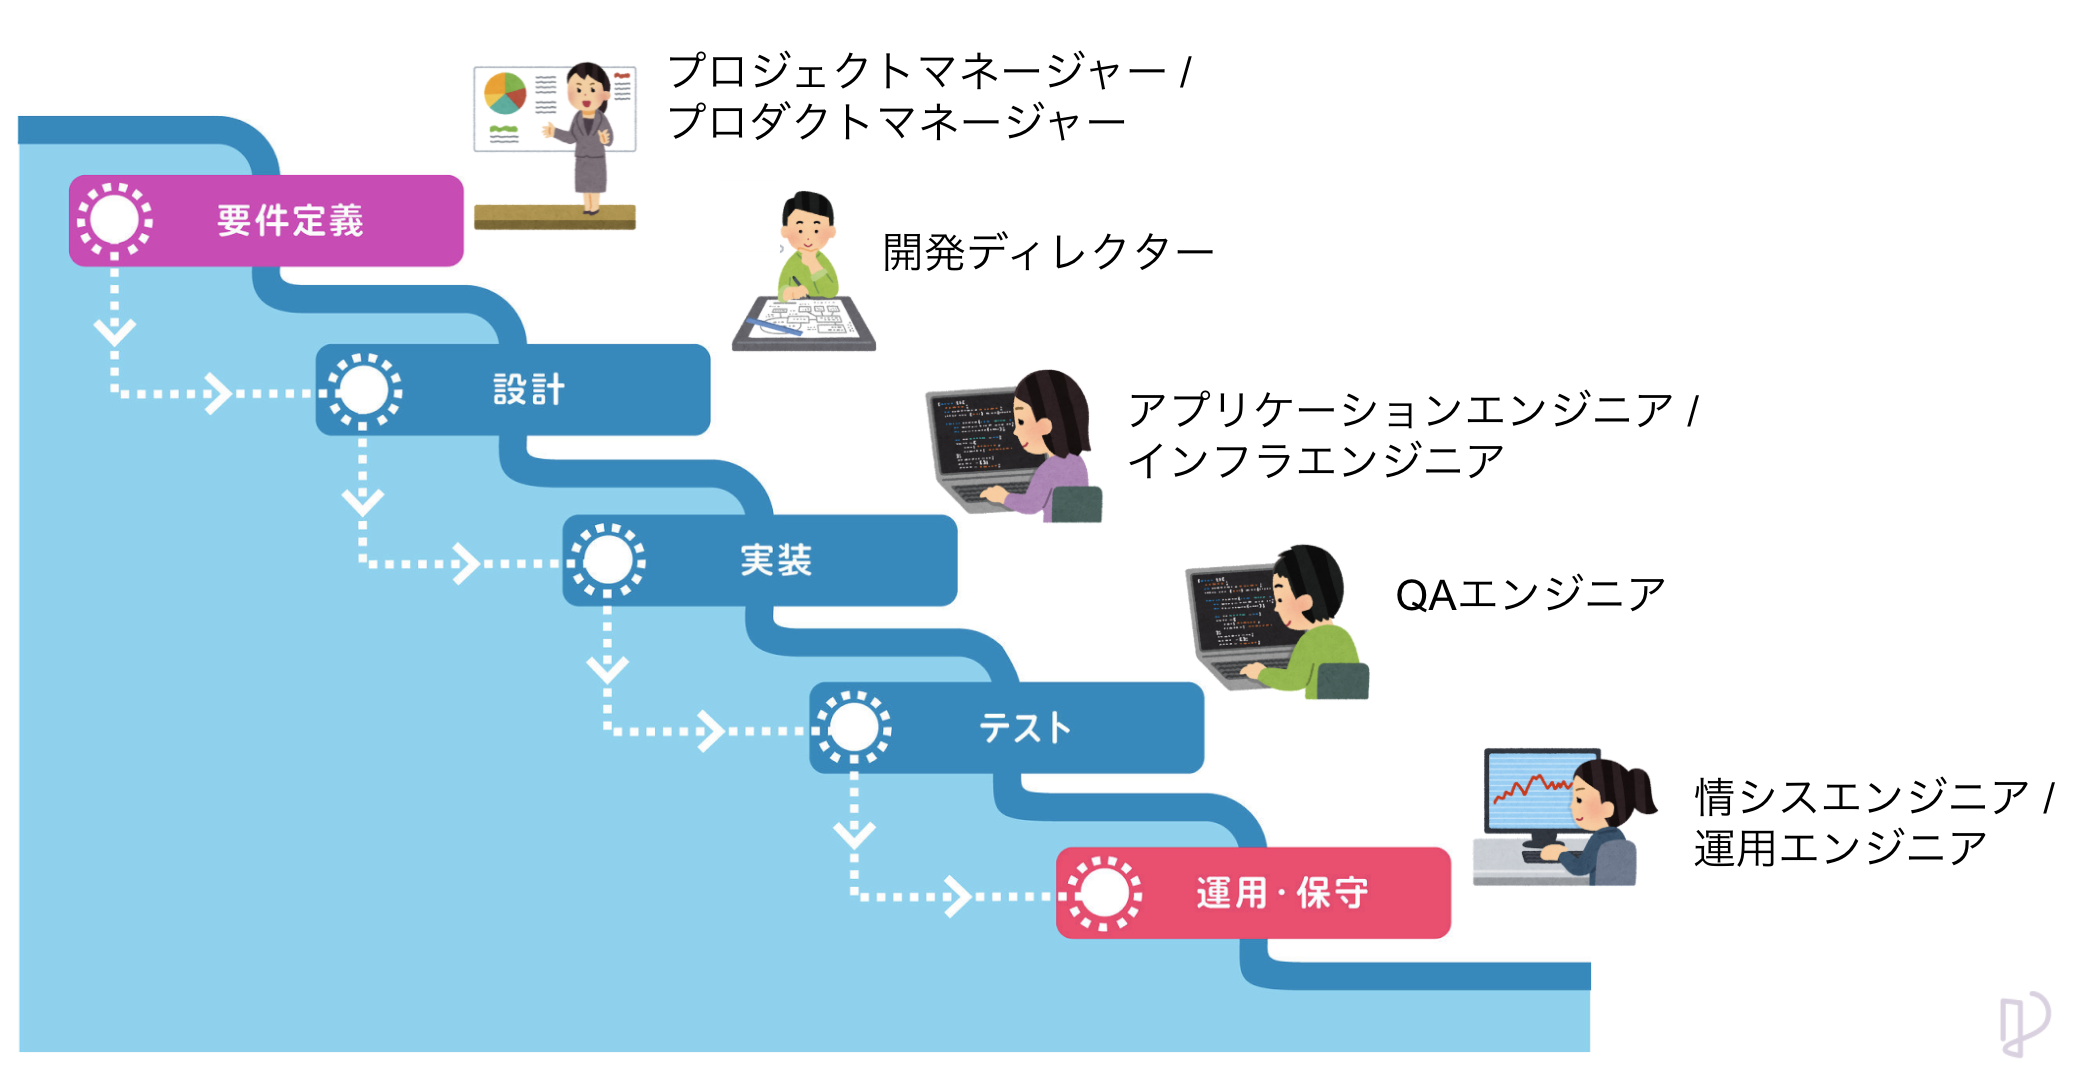 プロジェクトマネージャー /
プロダクトマネージャー
要件定義
開発ディレクター
設計
アプリケーションエンジニア /
インフラエンジニア
実装
QAエンジニア
テスト
情シスエンジニア /
運用エンジニア
運用・保守